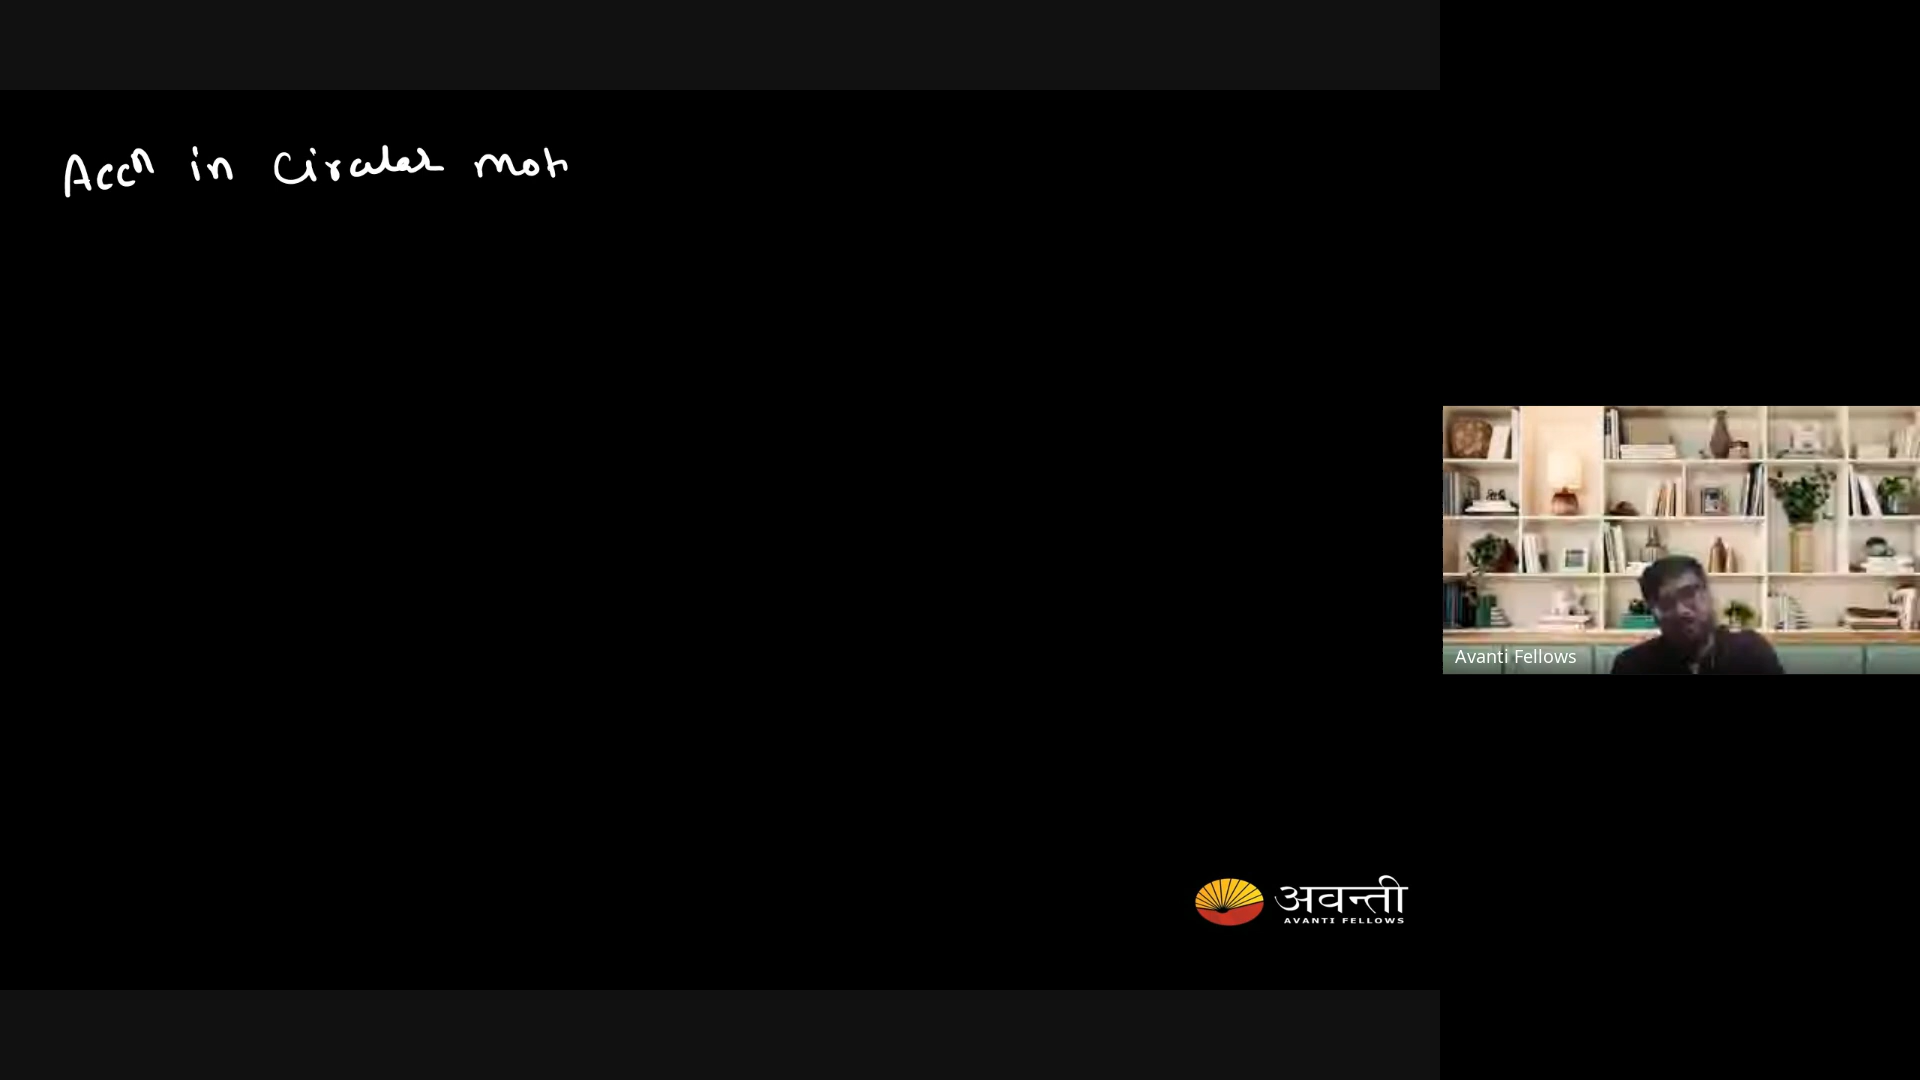 Accⁿ in Circular mot
Avanti Fellows
अवन्ती
AVANTI FELLOWS